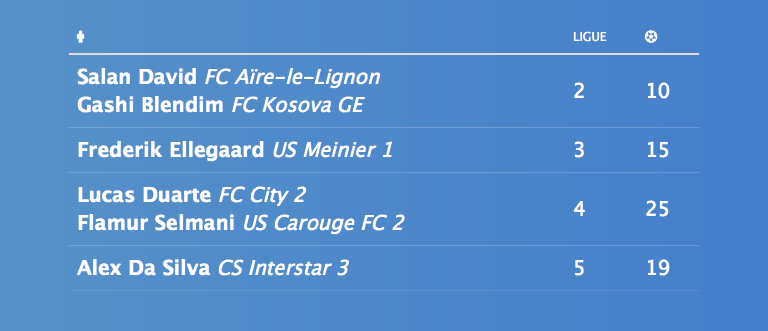 LIGUE
Salan David FC Aïre-le-Lignon
Gashi Blendim FC Kosova GE
2 10
Frederik Ellegaard US Meinier 1 3 15
Lucas Duarte FC City 2
Flamur Selmani US Carouge FC 2
4 25
Alex Da Silva CS Interstar 3 5 19